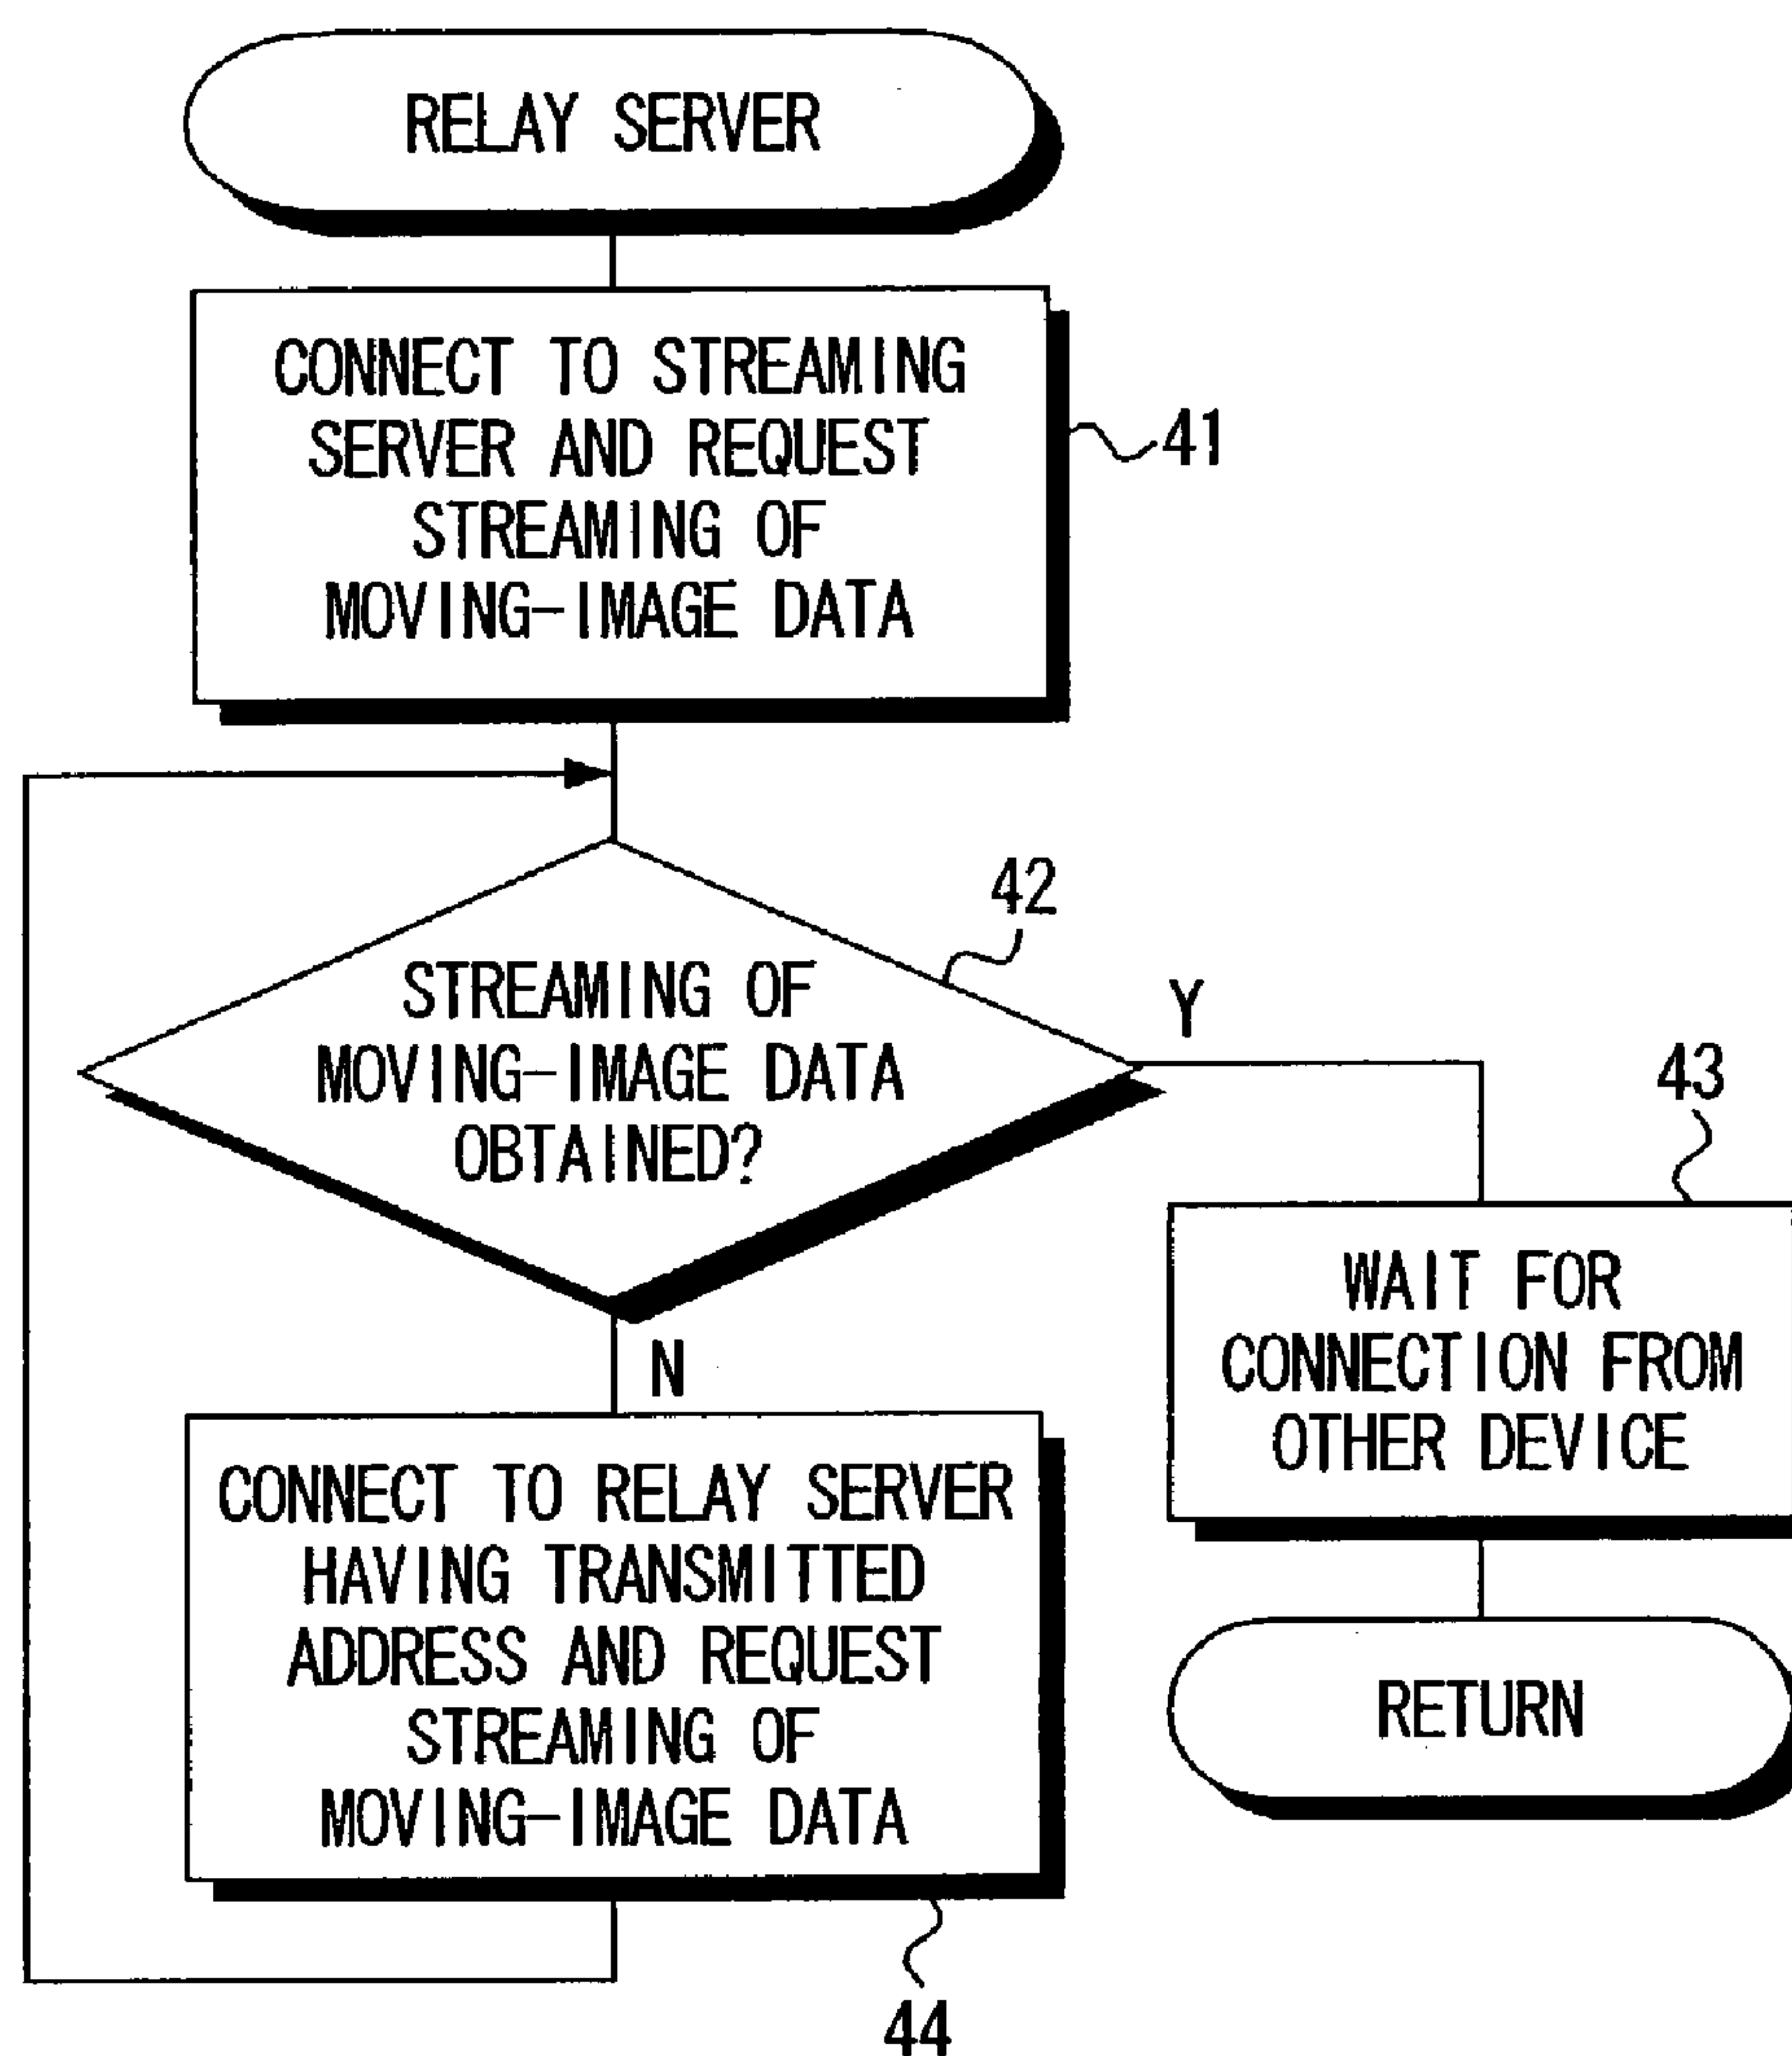 RELAY SERVER
CONNECT TO STREAMING
SERVER AND REQUEST
STREAMING OF
MOVING-IMAGE DATA
41
42
STREAMING OF
MOVING-IMAGE DATA
OBTAINED?
Y
N
43
WAIT FOR
CONNECTION FROM
OTHER DEVICE
RETURN
CONNECT TO RELAY SERVER
HAVING TRANSMITTED
ADDRESS AND REQUEST
STREAMING OF
MOVING-IMAGE DATA
44